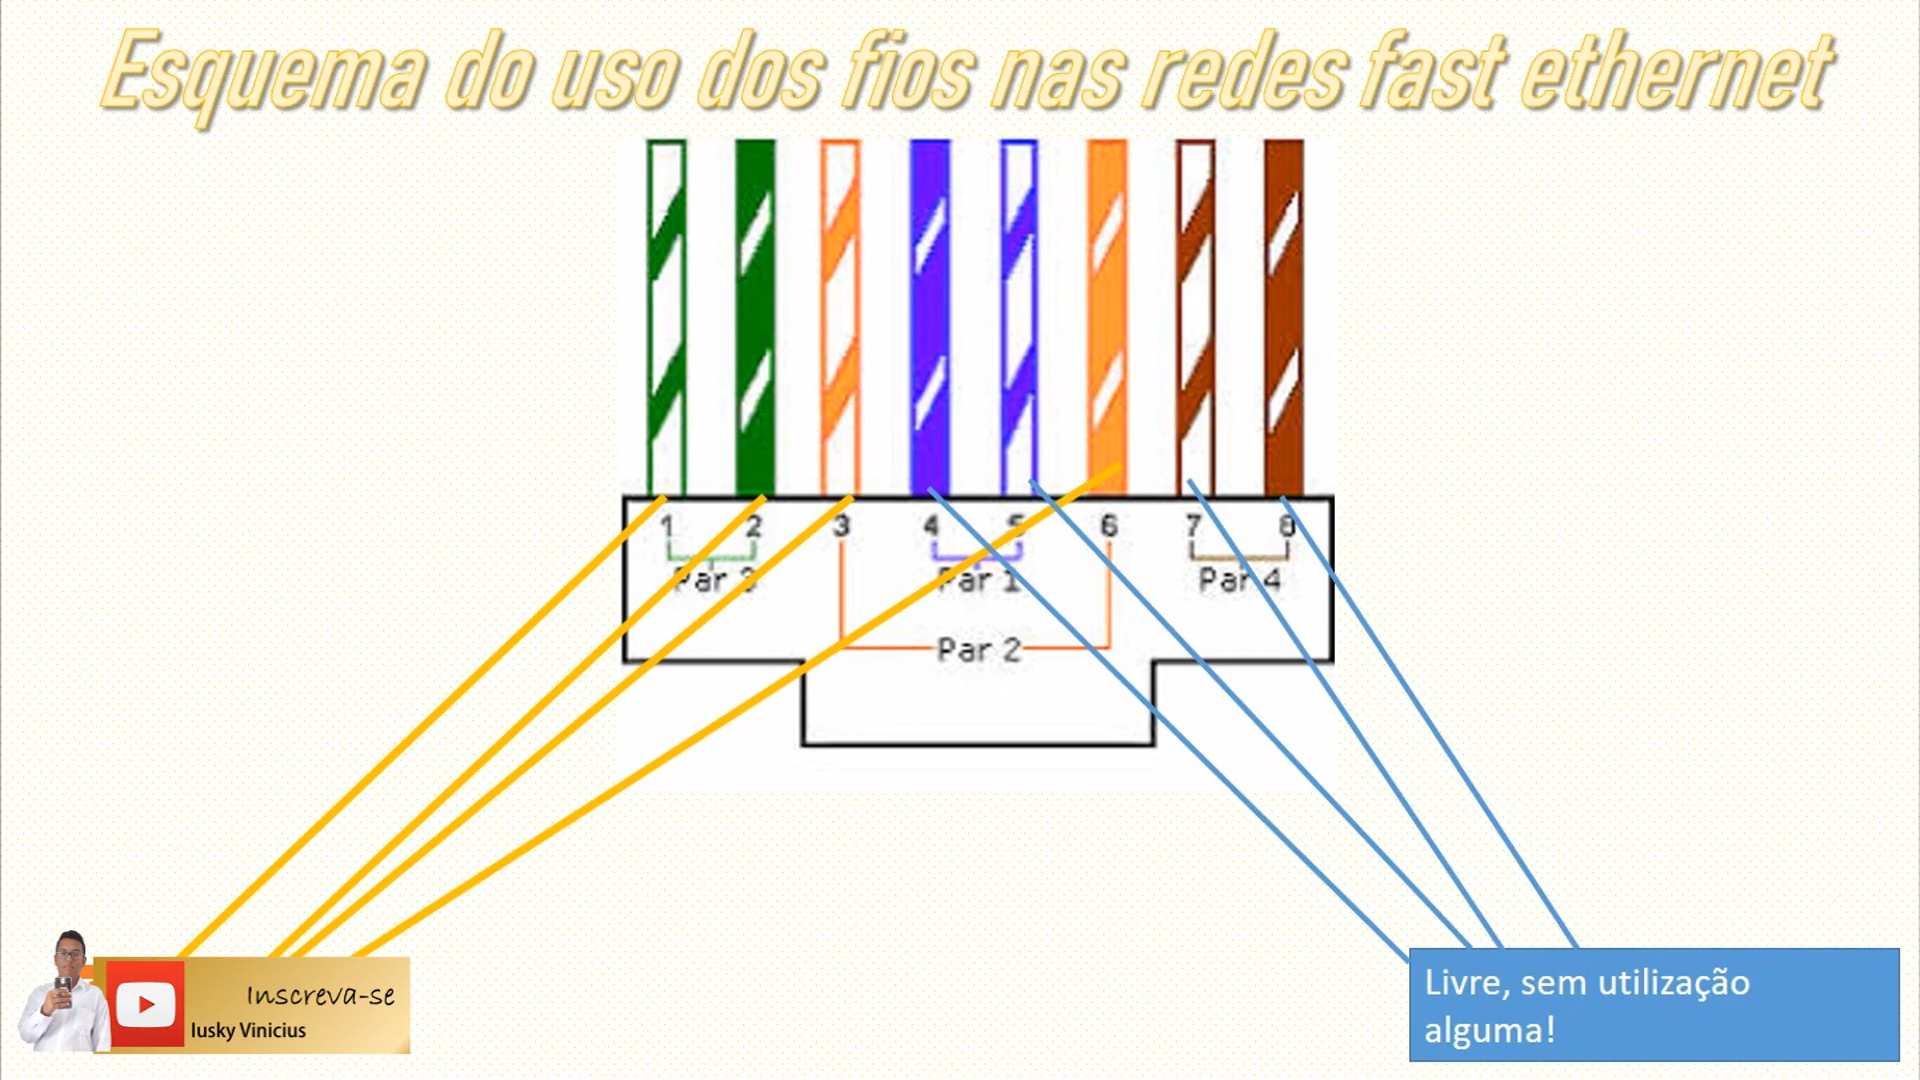 Esquema do uso dos fios nas redes fast ethernet
1 2 3 4 5 6 7 8
Par 3 Par 1 Par 4
Par 2
Inscreva-se
Iusky Vinicius
Livre, sem utilização
alguma!